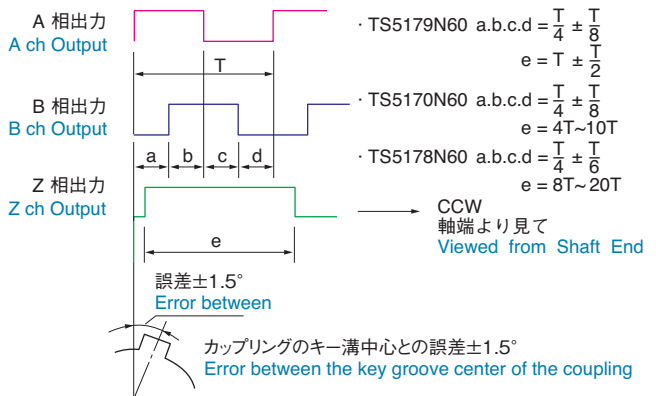 A 相出力
A ch Output
T
B 相出力
B ch Output
a b c d
Z 相出力
Z ch Output
e
· TS5179N60 a.b.c.d = T/4 ± T/8
e = T ± T/2
· TS5170N60 a.b.c.d = T/4 ± T/8
e = 4T~10T
· TS5178N60 a.b.c.d = T/4 ± T/6
e = 8T~20T
CCW
軸端より見て
Viewed from Shaft End
誤差±1.5°
Error between
カップリングのキー溝中心との誤差±1.5°
Error between the key groove center of the coupling